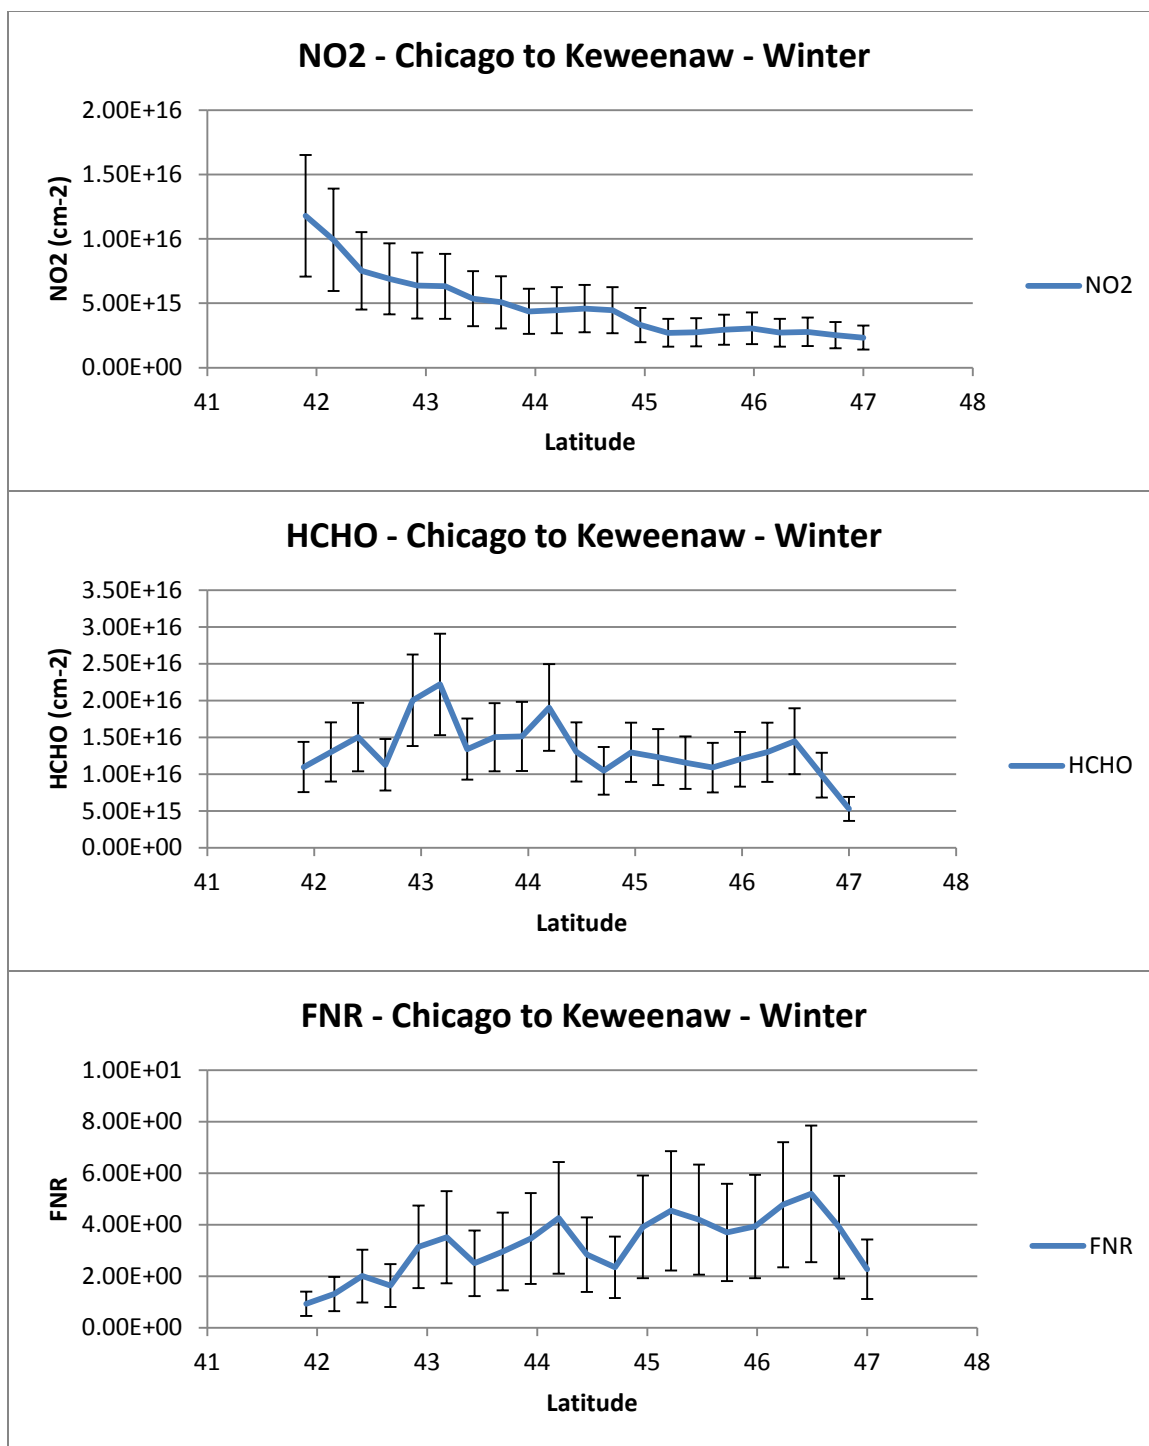 NO2 - Chicago to Keweenaw - Winter
2.00E+16
1.50E+16
1.00E+16
5.00E+15
0.00E+00
NO2 (cm-2)
41 42 43 44 45 46 47 48
Latitude
NO2
HCHO - Chicago to Keweenaw - Winter
3.50E+16
3.00E+16
2.50E+16
2.00E+16
1.50E+16
1.00E+16
5.00E+15
0.00E+00
HCHO (cm-2)
41 42 43 44 45 46 47 48
Latitude
HCHO
FNR - Chicago to Keweenaw - Winter
1.00E+01
8.00E+00
6.00E+00
4.00E+00
2.00E+00
0.00E+00
FNR
41 42 43 44 45 46 47 48
Latitude
FNR